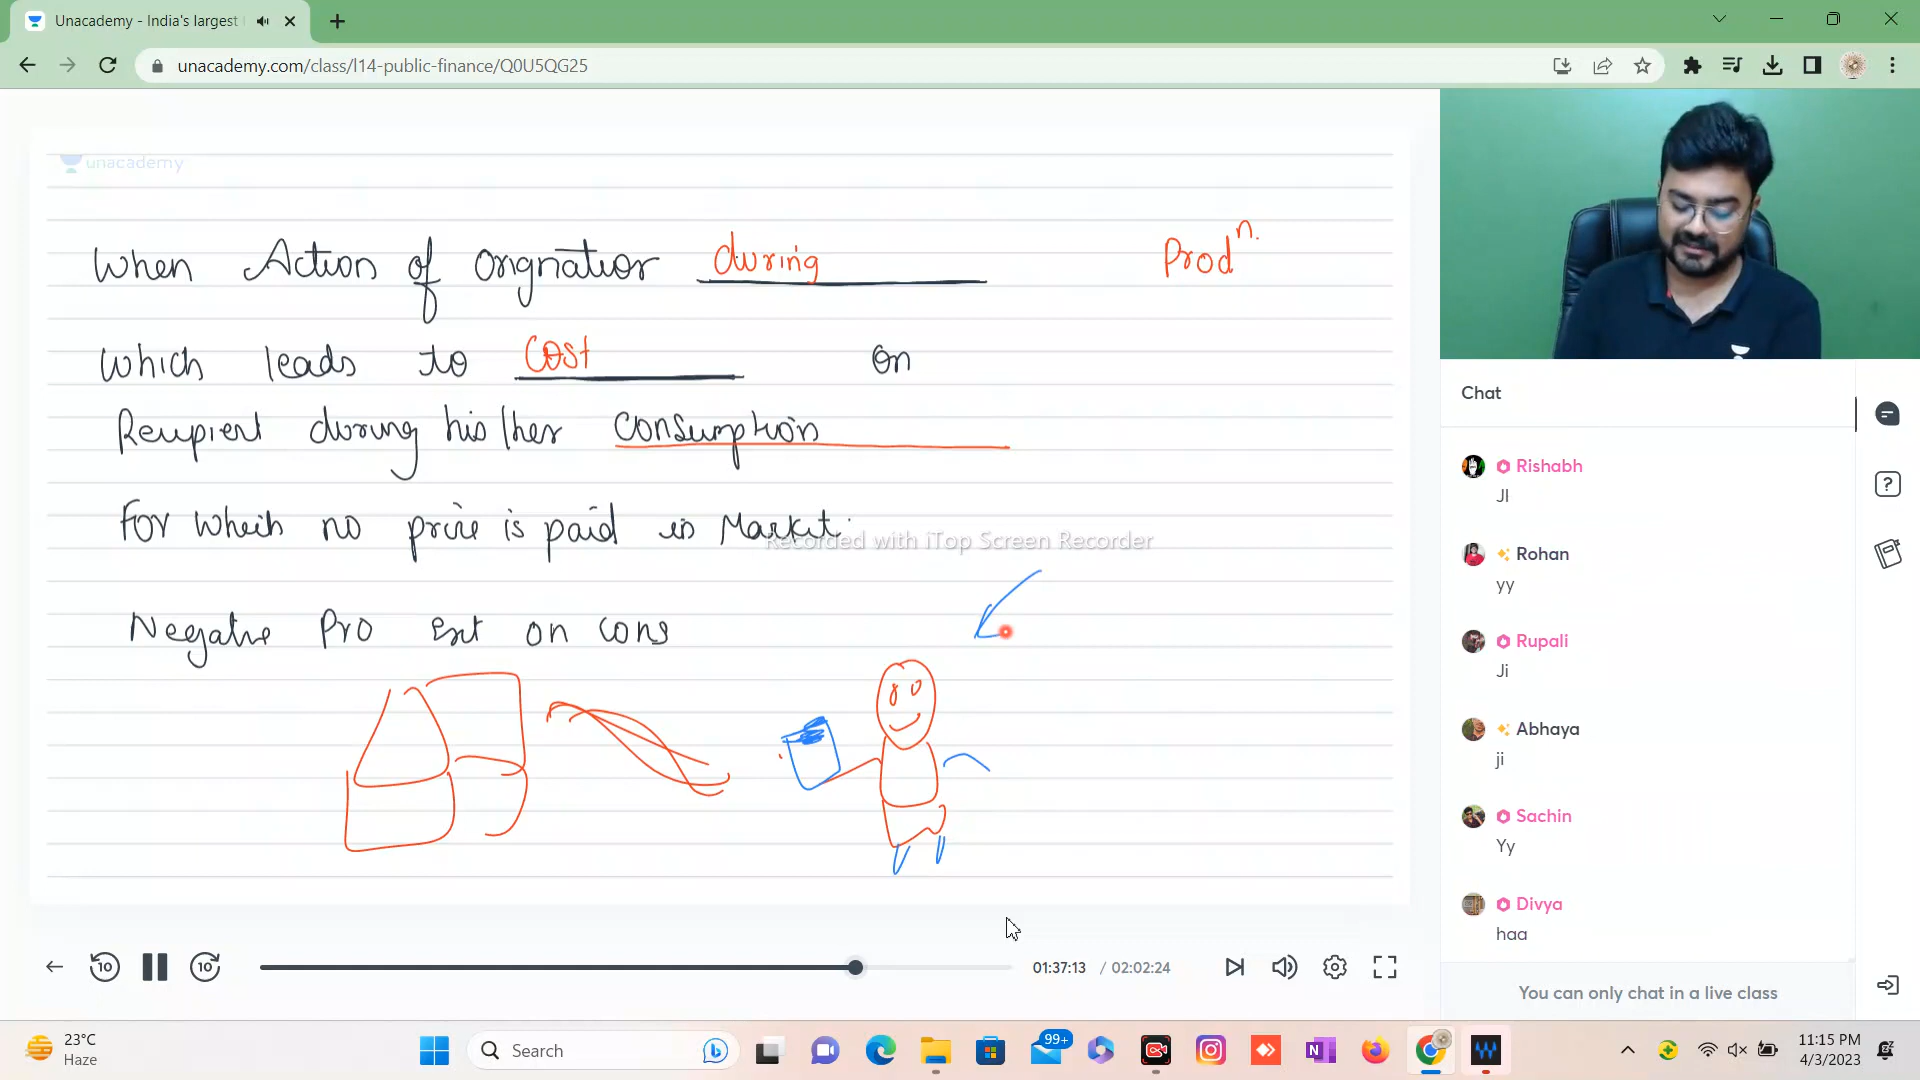 Unacademy - India's largest
unacademy.com/class/l14-public-finance/Q0U5QG25
unacademy
When Action of Orignatior during
Prodn.
Which leads to Cost on
Recipient during his/her Consumption
For which no price is paid in Market.
Recorded with iTop Screen Recorder
Negative Pro Ext on Cons
Chat
Rishabh
JI
Rohan
yy
Rupali
Ji
Abhaya
ji
Sachin
Yy
Divya
haa
You can only chat in a live class
10
10
01:37:13 / 02:02:24
23°C
Haze
Search
99+
11:15 PM
4/3/2023